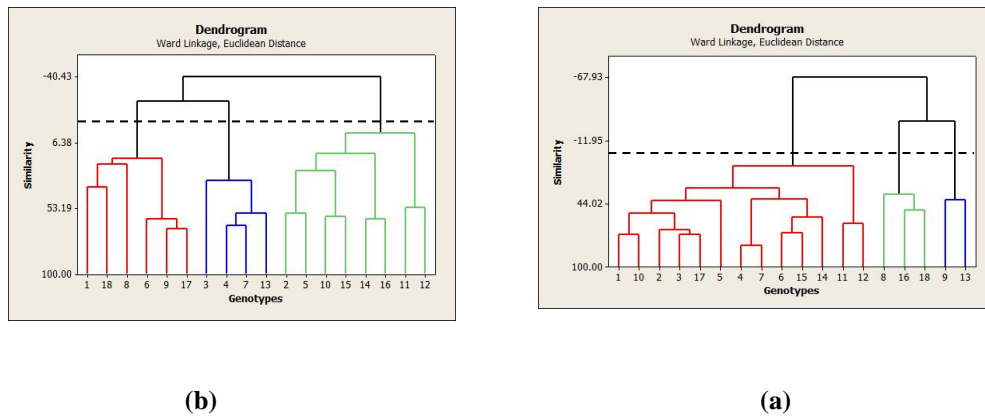 Dendrogram
Ward Linkage, Euclidean Distance
-40.43
6.38
53.19
100.00
Similarity
1 18 8 6 9 17 3 4 7 13 2 5 10 15 14 16 11 12
Genotypes
(b)
Dendrogram
Ward Linkage, Euclidean Distance
-67.93
-11.95
44.02
100.00
Similarity
1 10 2 3 17 5 4 7 6 15 14 11 12 8 16 18 9 13
Genotypes
(a)